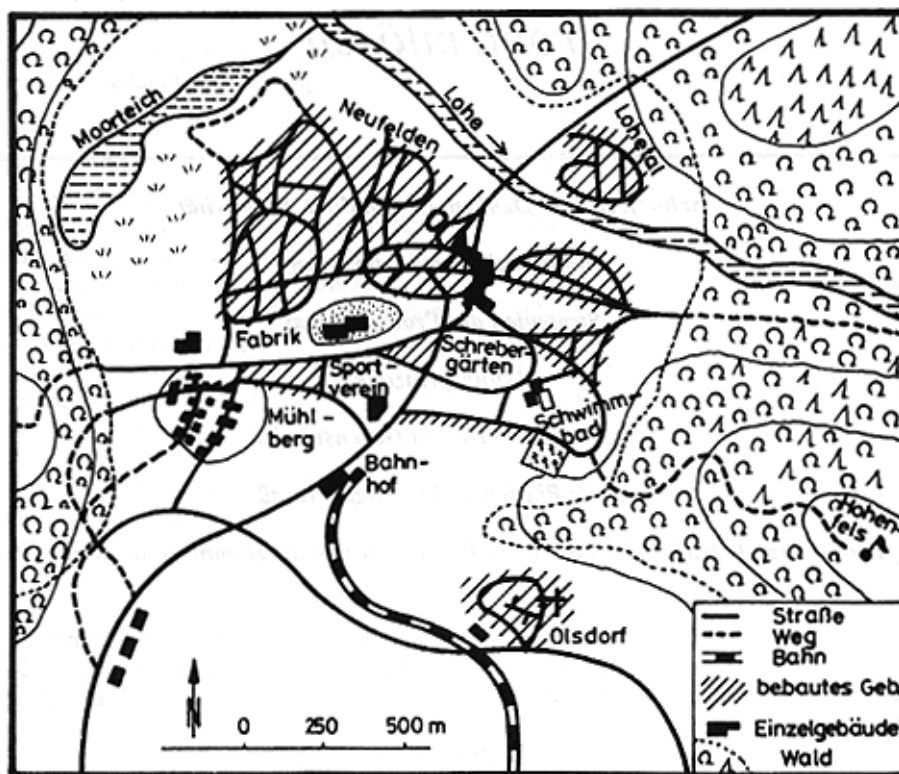 Moorteich
Neufelden
Lohe →
Lohetal
Fabrik
Sport-
verein
Schreber-
gärten
Schwimm-
bad
Mühl-
berg
Bahn-
hof
Hohen-
fels
Olsdorf
N
0 250 500 m
Straße
Weg
Bahn
bebautes Geb.
Einzelgebäude
Wald